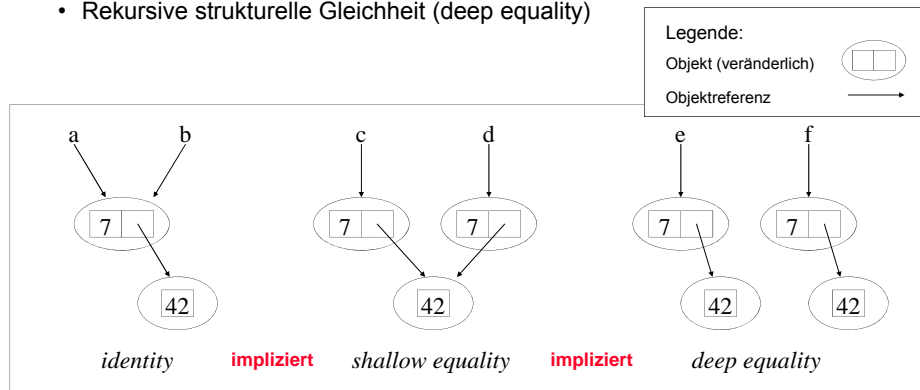 • Rekursive strukturelle Gleichheit (deep equality)
Legende:
Objekt (veränderlich)
Objektreferenz
a b c d e f
7 7 7 7 7
42 42 42 42
identity impliziert shallow equality impliziert deep equality